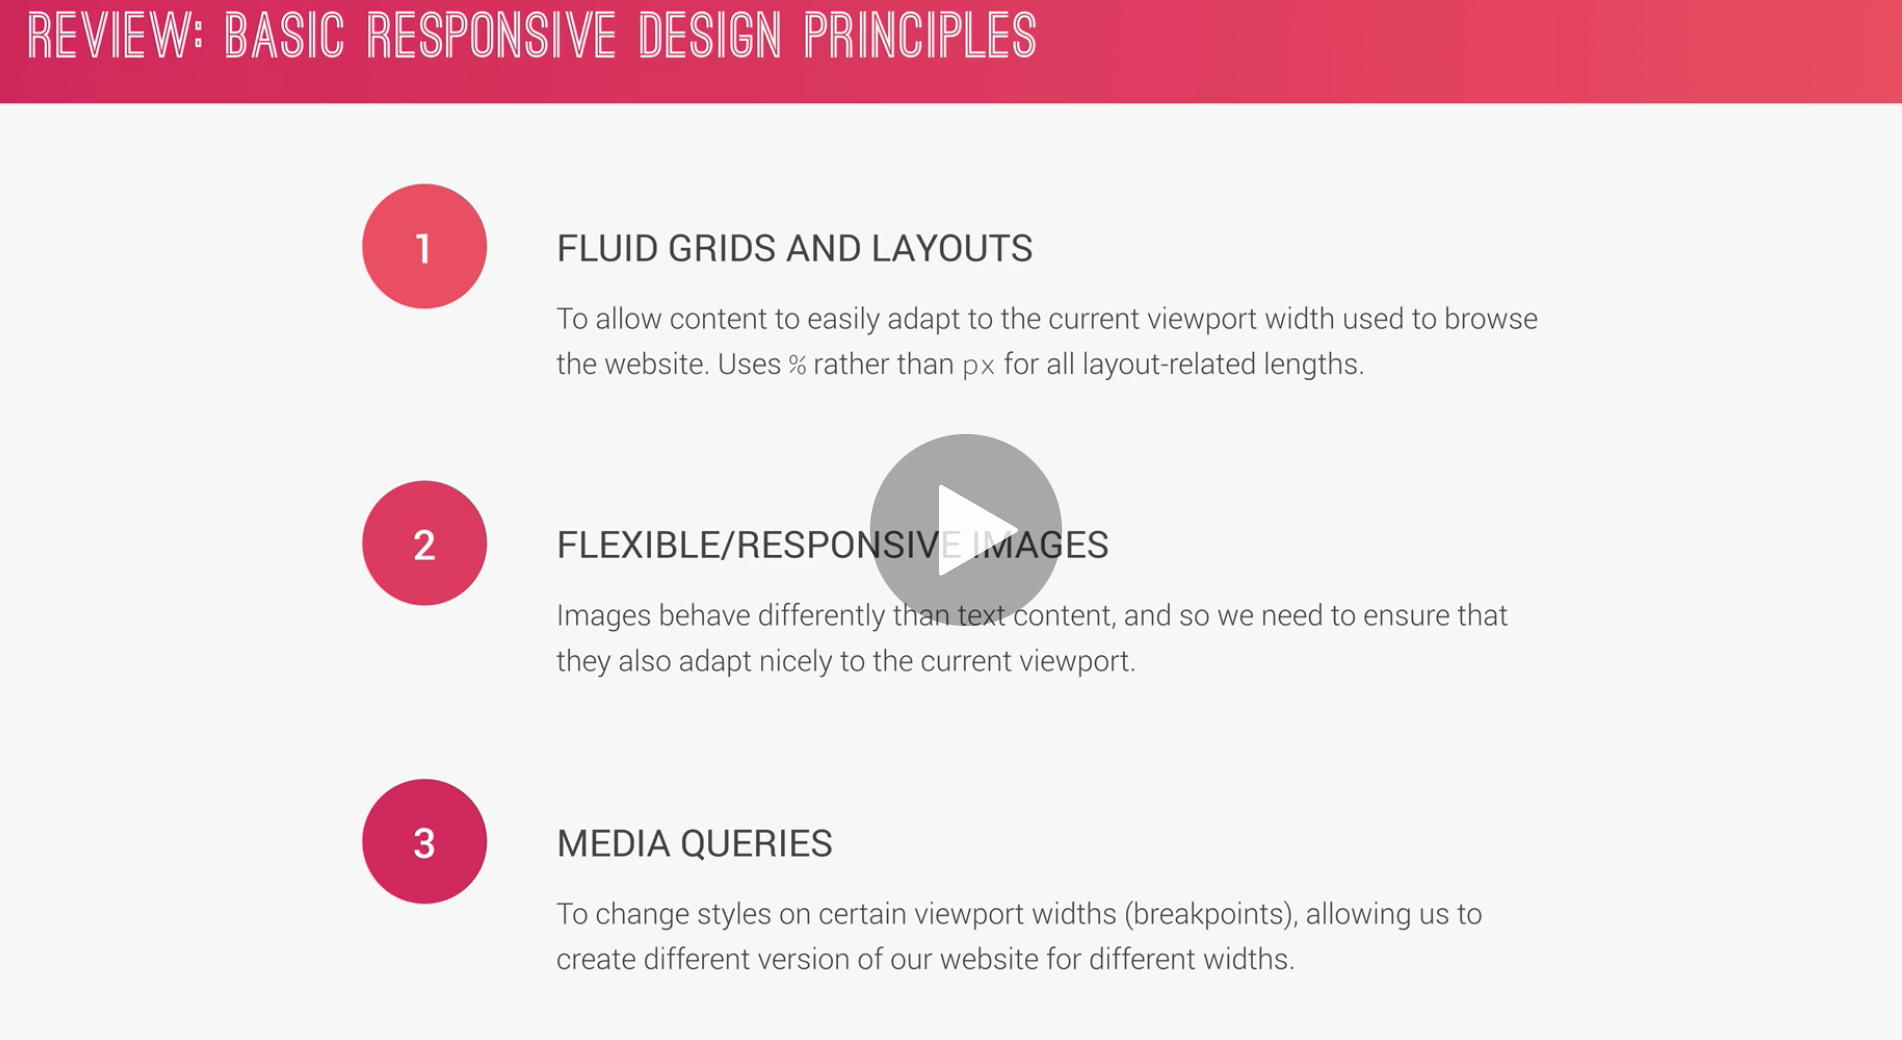 REVIEW: BASIC RESPONSIVE DESIGN PRINCIPLES
1
FLUID GRIDS AND LAYOUTS
To allow content to easily adapt to the current viewport width used to browse
the website. Uses % rather than px for all layout-related lengths.
2
FLEXIBLE/RESPONSIVE IMAGES
Images behave differently than text content, and so we need to ensure that
they also adapt nicely to the current viewport.
3
MEDIA QUERIES
To change styles on certain viewport widths (breakpoints), allowing us to
create different version of our website for different widths.